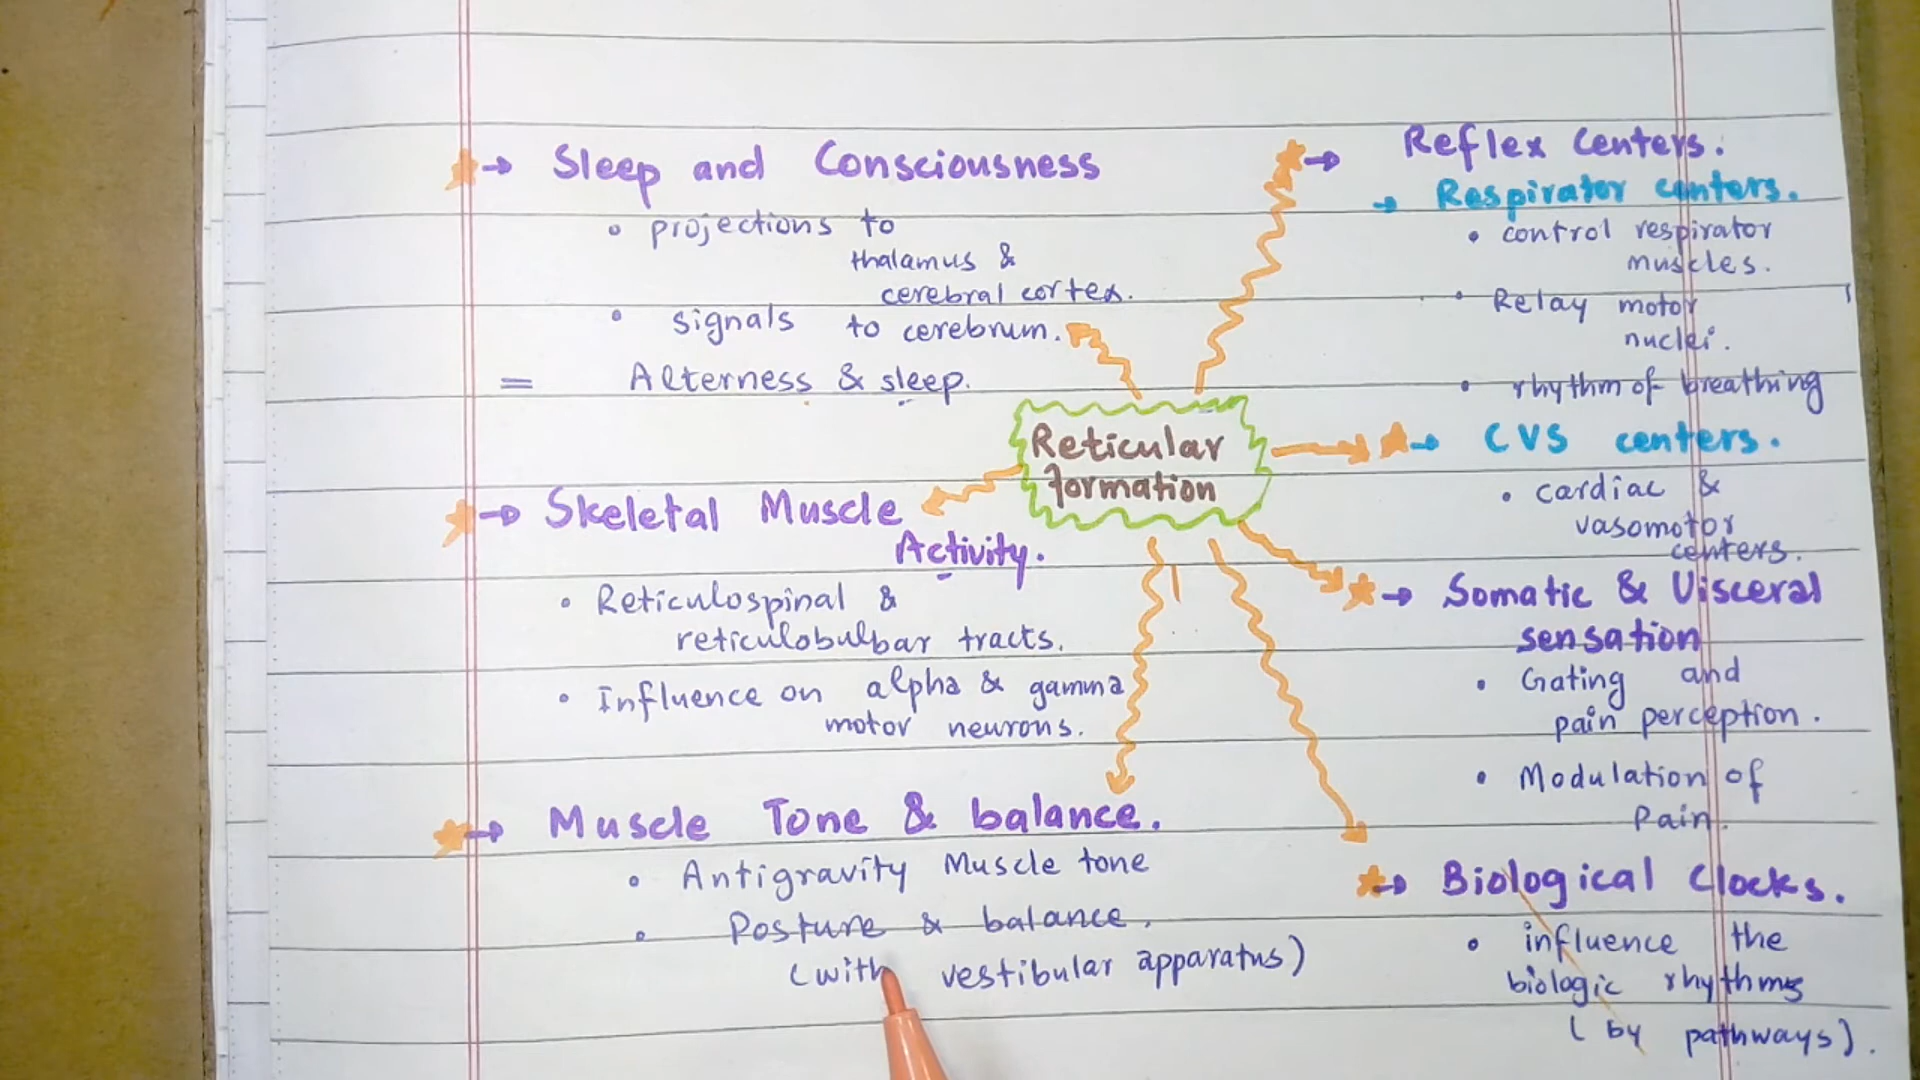 Sleep and Consciousness
projections to
thalamus &
cerebral cortex.
signals to cerebrum.
= Alterness & sleep.
Reticular
formation
Skeletal Muscle
Activity.
Reticulospinal &
reticulobulbar tracts.
Influence on alpha & gamma
motor neurons.
Muscle Tone & balance.
Antigravity Muscle tone
Posture & balance.
(with vestibular apparatus)
Reflex Centers.
Respirator centers.
control respirator
muscles.
Relay motor
nuclei.
rhythm of breathing
CVS centers.
cardiac &
vasomotor
centers.
Somatic & Visceral
sensation
Gating and
pain perception.
Modulation of
Pain.
Biological Clocks.
influence the
biologic rhythms
(by pathways).